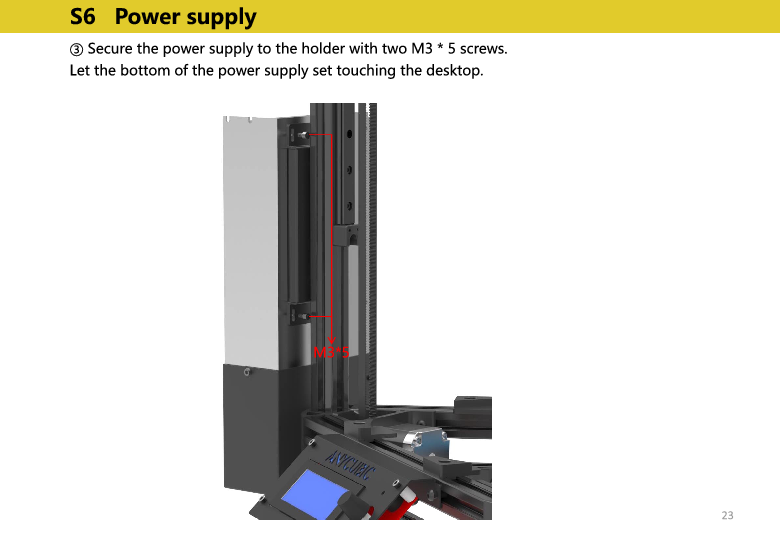 S6 Power supply
③ Secure the power supply to the holder with two M3 * 5 screws.
Let the bottom of the power supply set touching the desktop.
M3*5
ANYCUBIC
23